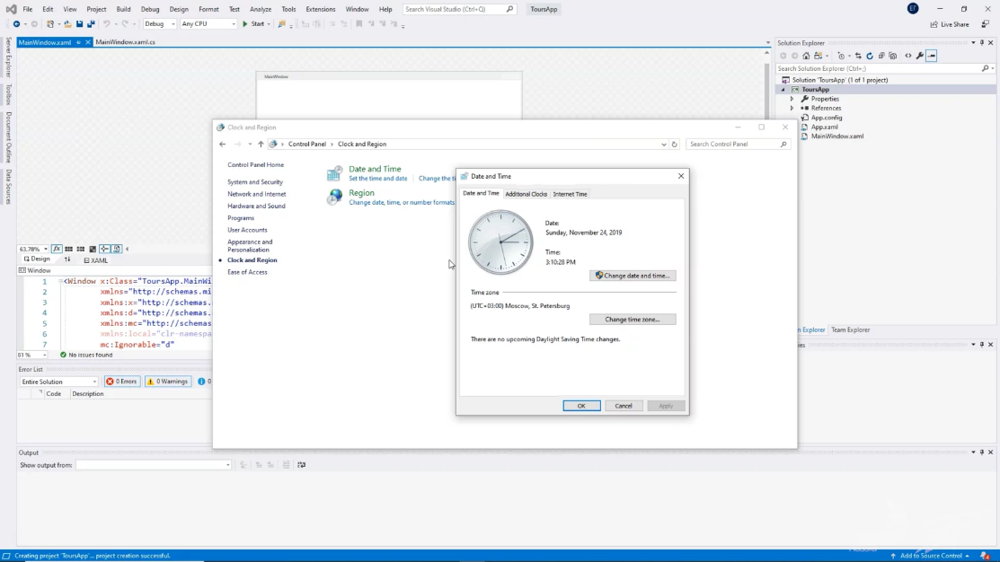 File Edit View Project Build Debug Design Format Test Analyze Tools Extensions Window Help Search Visual Studio (Ctrl+Q) ToursApp ЕГ
Debug Any CPU Start Live Share
MainWindow.xaml MainWindow.xaml.cs
Solution Explorer
Search Solution Explorer (Ctrl+;)
Solution 'ToursApp' (1 of 1 project)
ToursApp
Properties
References
App.config
App.xaml
MainWindow.xaml
Server Explorer
Toolbox
Document Outline
Data Sources
MainWindow
Clock and Region
Control Panel Clock and Region
Search Control Panel
Control Panel Home
System and Security
Network and Internet
Hardware and Sound
Programs
User Accounts
Appearance and
Personalization
Clock and Region
Ease of Access
Date and Time
Set the time and date Change the ti
Region
Change date, time, or number formats
Date and Time
Date and Time Additional Clocks Internet Time
Date:
Sunday, November 24, 2019
Time:
3:10:28 PM
Change date and time...
Time zone
(UTC+03:00) Moscow, St. Petersburg
Change time zone...
There are no upcoming Daylight Saving Time changes.
OK Cancel Apply
63.78%
Design XAML
Window
1 <Window x:Class="ToursApp.MainWi
2 xmlns="http://schemas.mi
3 xmlns:x="http://schemas.
4 xmlns:d="http://schemas.
5 xmlns:mc="http://schemas
6 xmlns:local="clr-namespa
7 mc:Ignorable="d"
81 % No issues found
Explorer Team Explorer
Error List
Entire Solution 0 Errors 0 Warnings 0
Code Description
Output
Show output from:
Creating project 'ToursApp'... project creation successful. Add to Source Control 4